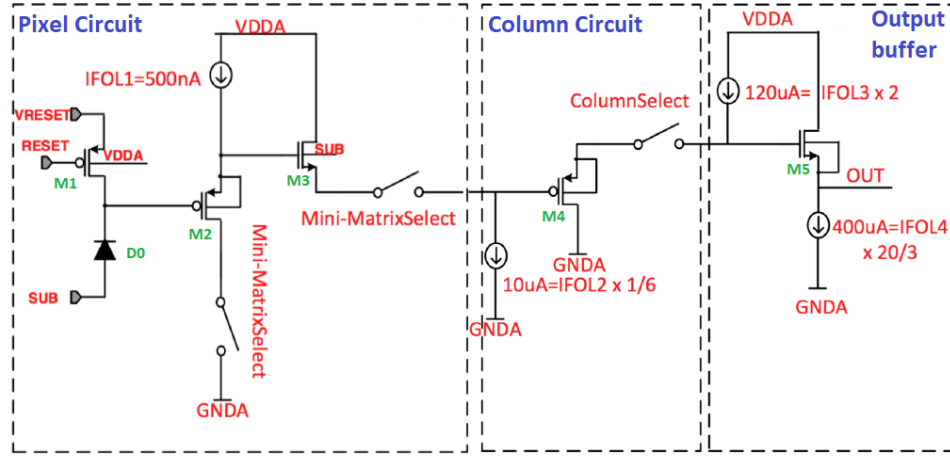 Pixel Circuit
VDDA
IFOL1=500nA
VRESET
RESET
VDDA
M1
M2
SUB
M3
Mini-MatrixSelect
Mini-MatrixSelect
D0
SUB
GNDA
Column Circuit
ColumnSelect
M4
GNDA
10uA=IFOL2 x 1/6
GNDA
Output
buffer
VDDA
120uA= IFOL3 x 2
M5
OUT
400uA=IFOL4
x 20/3
GNDA